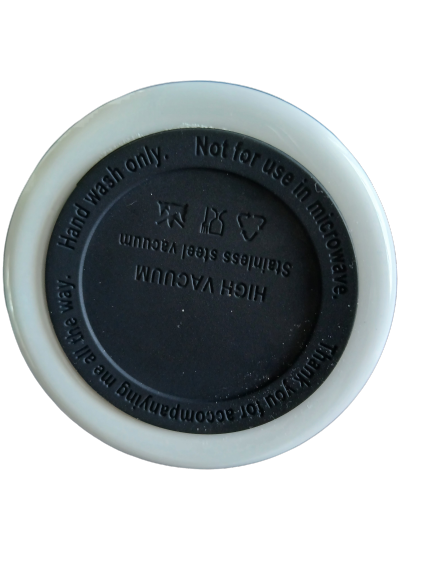 Hand wash only. Not for use in microwave.
Thank you for accompanying me all the way.
HIGH VACUUM
Stainless steel vacuum